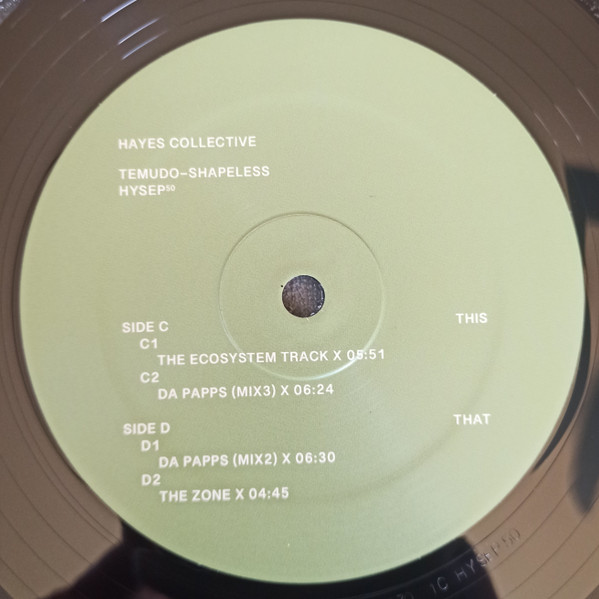 HAYES COLLECTIVE
TEMUDO–SHAPELESS
HYSEP⁵⁰
SIDE C THIS
C1
THE ECOSYSTEM TRACK X 05:51
C2
DA PAPPS (MIX3) X 06:24
SIDE D THAT
D1
DA PAPPS (MIX2) X 06:30
D2
THE ZONE X 04:45